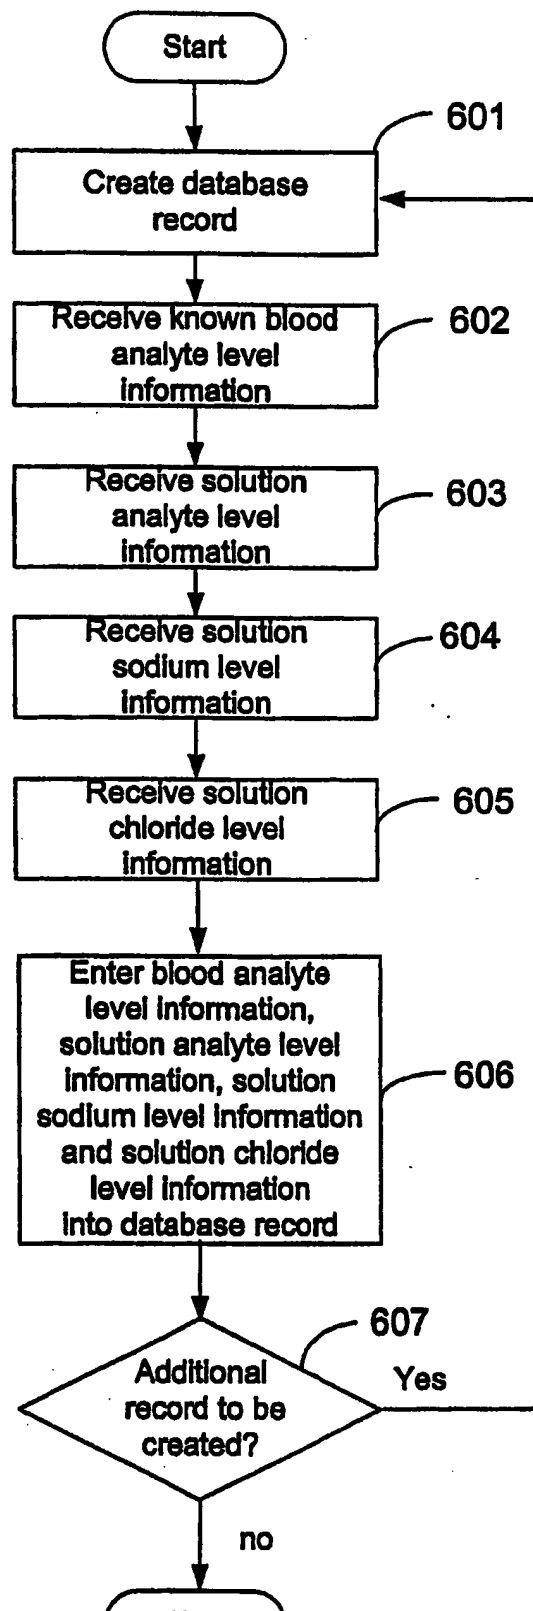 Start
601
Create database
record
602
Receive known blood
analyte level
information
603
Receive solution
analyte level
information
604
Receive solution
sodium level
information
605
Receive solution
chloride level
information
606
Enter blood analyte
level information,
solution analyte level
information, solution
sodium level information
and solution chloride
level information
into database record
607
Additional
record to be
created?
Yes
no